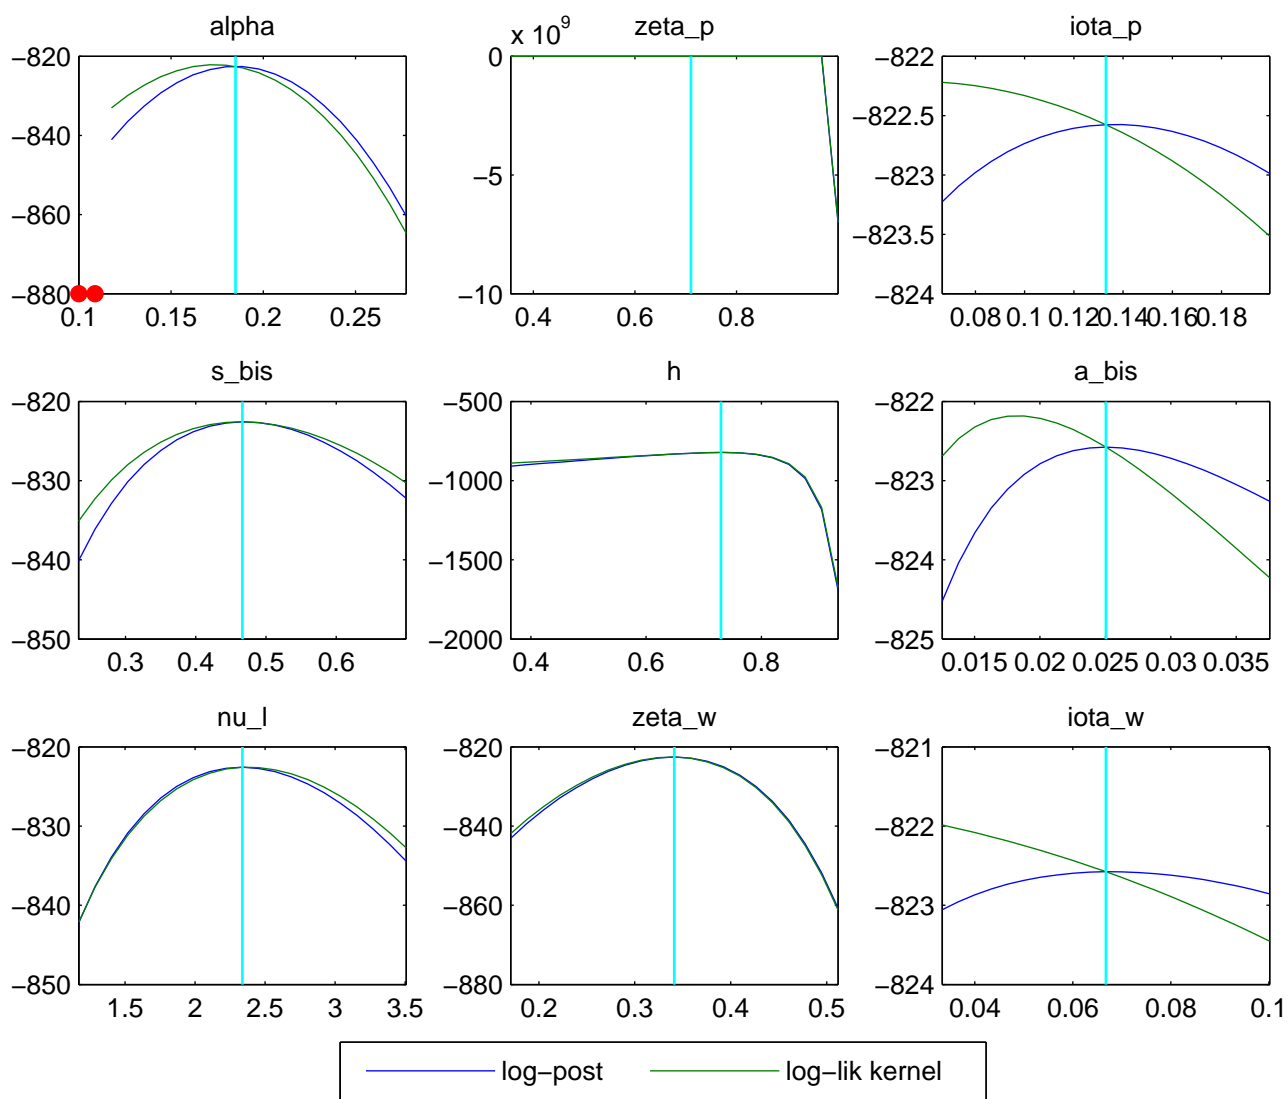 alpha
−820
−840
−860
−880
0.1 0.15 0.2 0.25
zeta_p
x 10^9
0
−5
−10
0.4 0.6 0.8
iota_p
−822
−822.5
−823
−823.5
−824
0.08 0.1 0.12 0.14 0.16 0.18
s_bis
−820
−830
−840
−850
0.3 0.4 0.5 0.6
h
−500
−1000
−1500
−2000
0.4 0.6 0.8
a_bis
−822
−823
−824
−825
0.015 0.02 0.025 0.03 0.035
nu_l
−820
−830
−840
−850
1.5 2 2.5 3 3.5
zeta_w
−820
−840
−860
−880
0.2 0.3 0.4 0.5
iota_w
−821
−822
−823
−824
0.04 0.06 0.08 0.1
log−post log−lik kernel